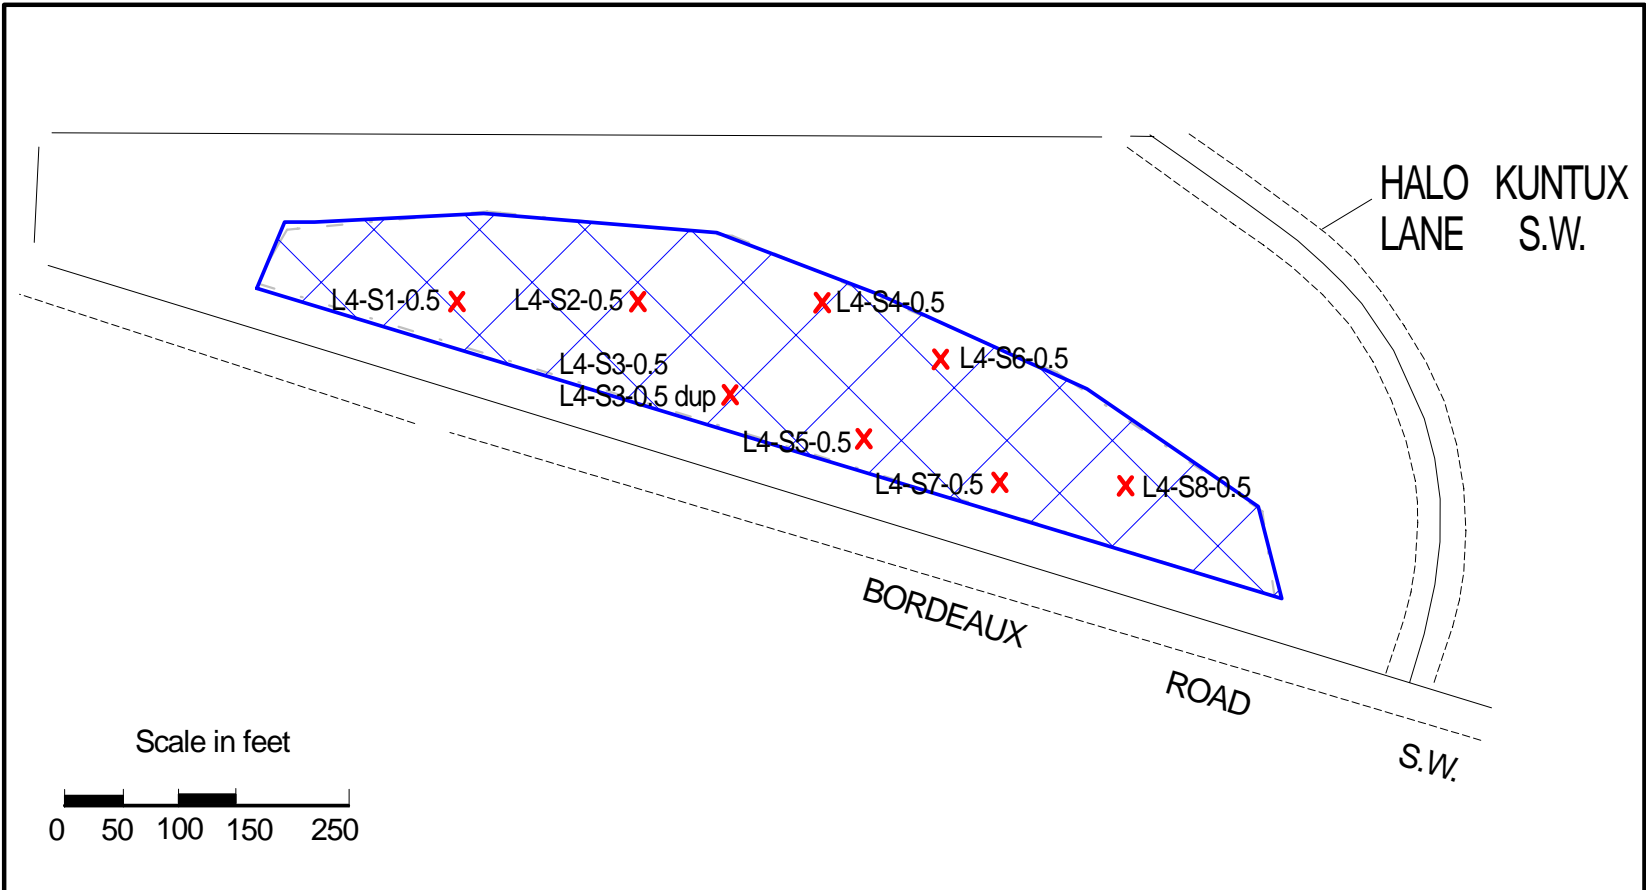 HALO KUNTUX
LANE S.W.
L4-S1-0.5
L4-S2-0.5
L4-S4-0.5
L4-S3-0.5
L4-S6-0.5
L4-S3-0.5 dup
L4-S5-0.5
L4-S7-0.5
L4-S8-0.5
BORDEAUX ROAD S.W.
Scale in feet
0 50 100 150 250